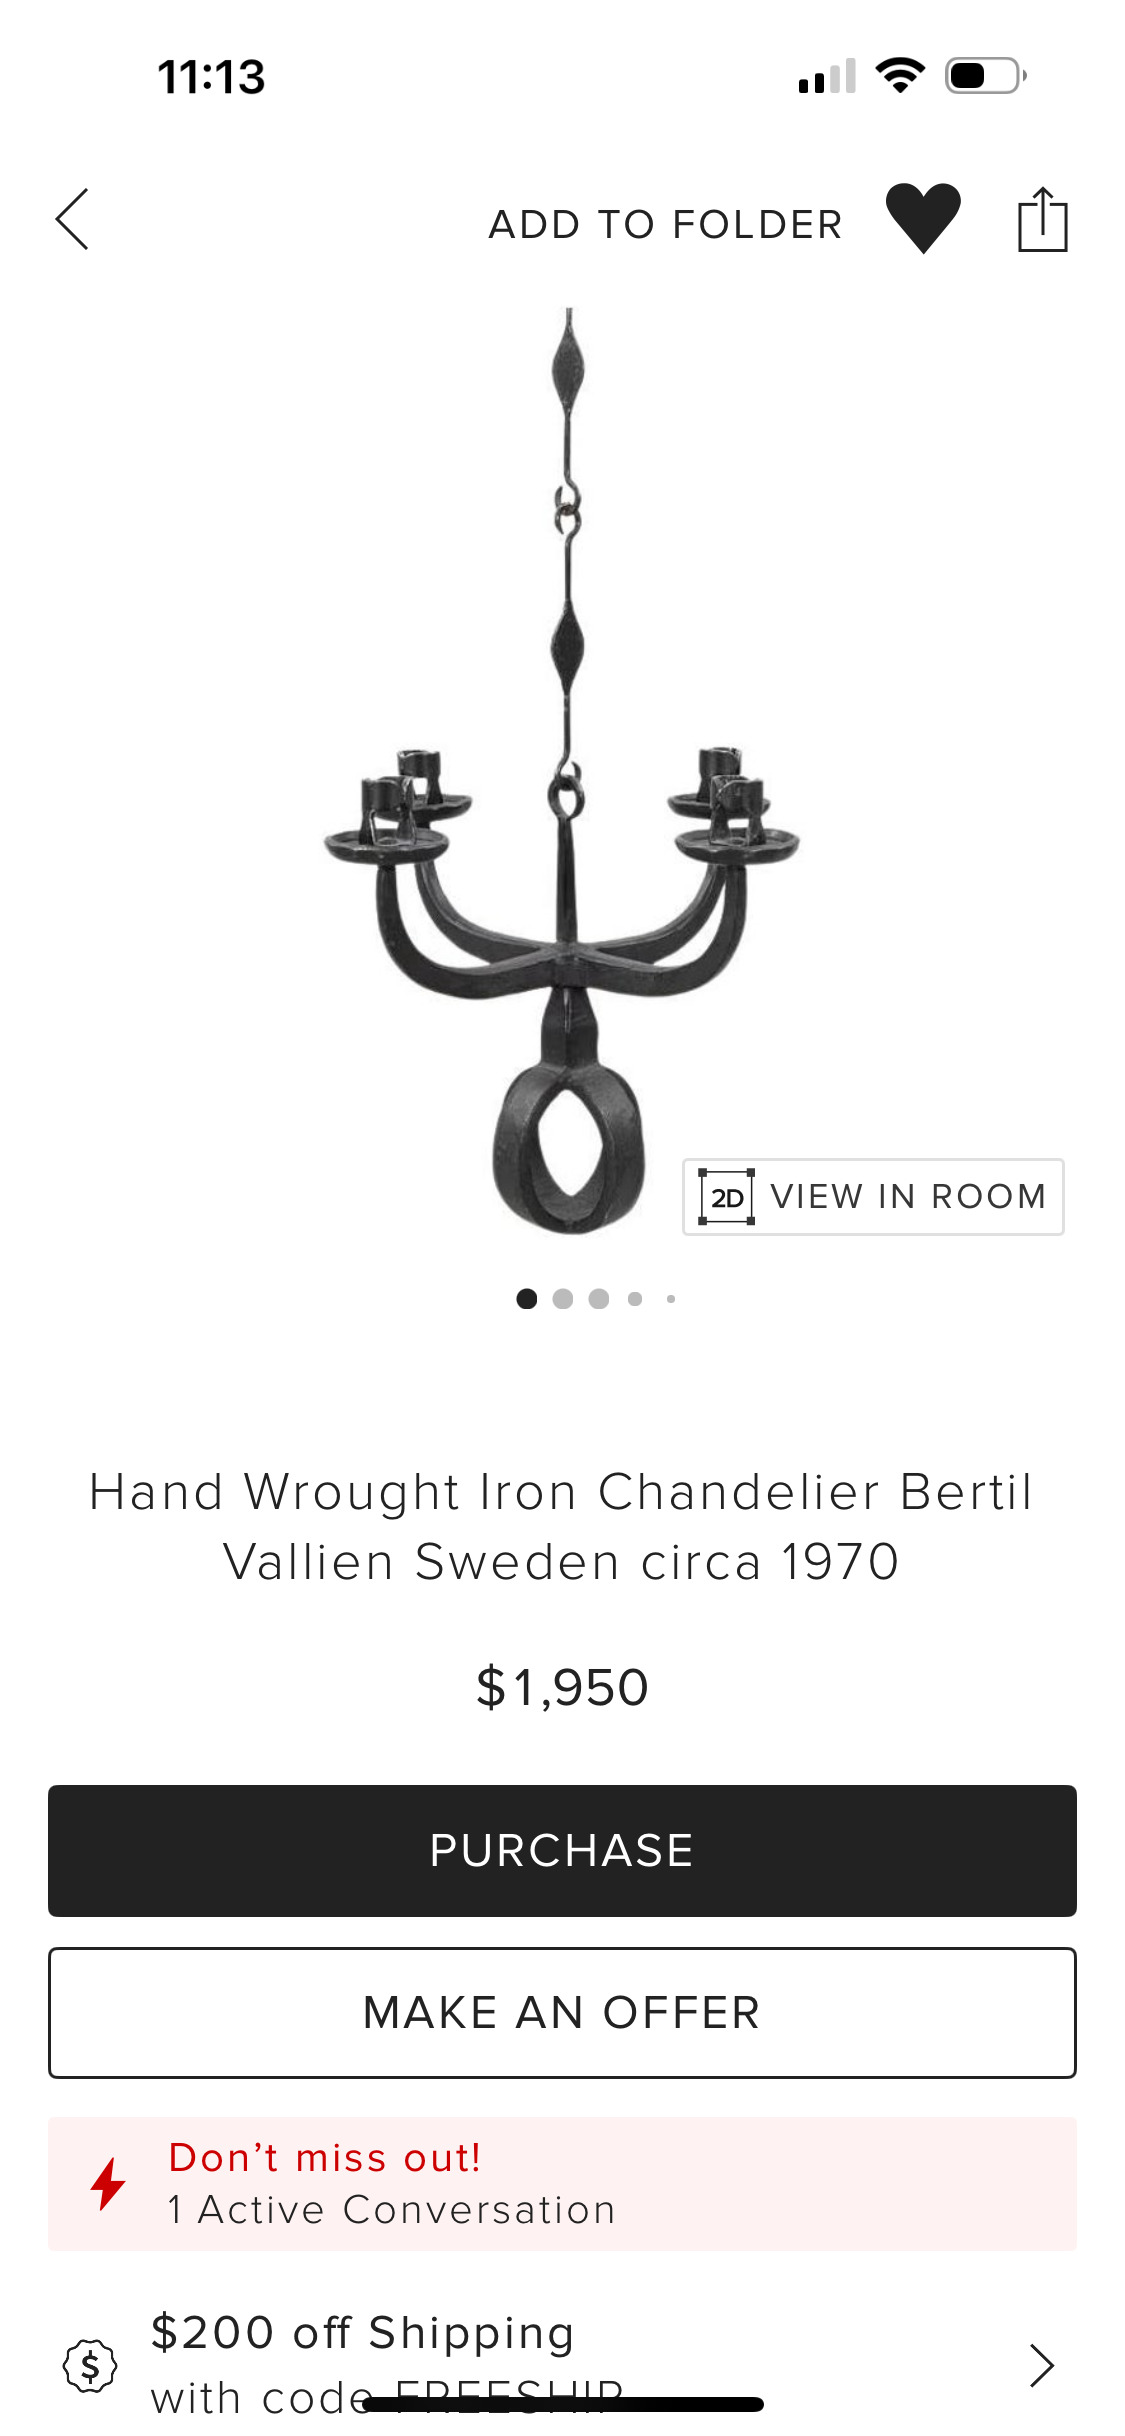 11:13
ADD TO FOLDER
2D VIEW IN ROOM
Hand Wrought Iron Chandelier Bertil
Vallien Sweden circa 1970
$1,950
PURCHASE
MAKE AN OFFER
Don’t miss out!
1 Active Conversation
$200 off Shipping
$
with code FREESHIP